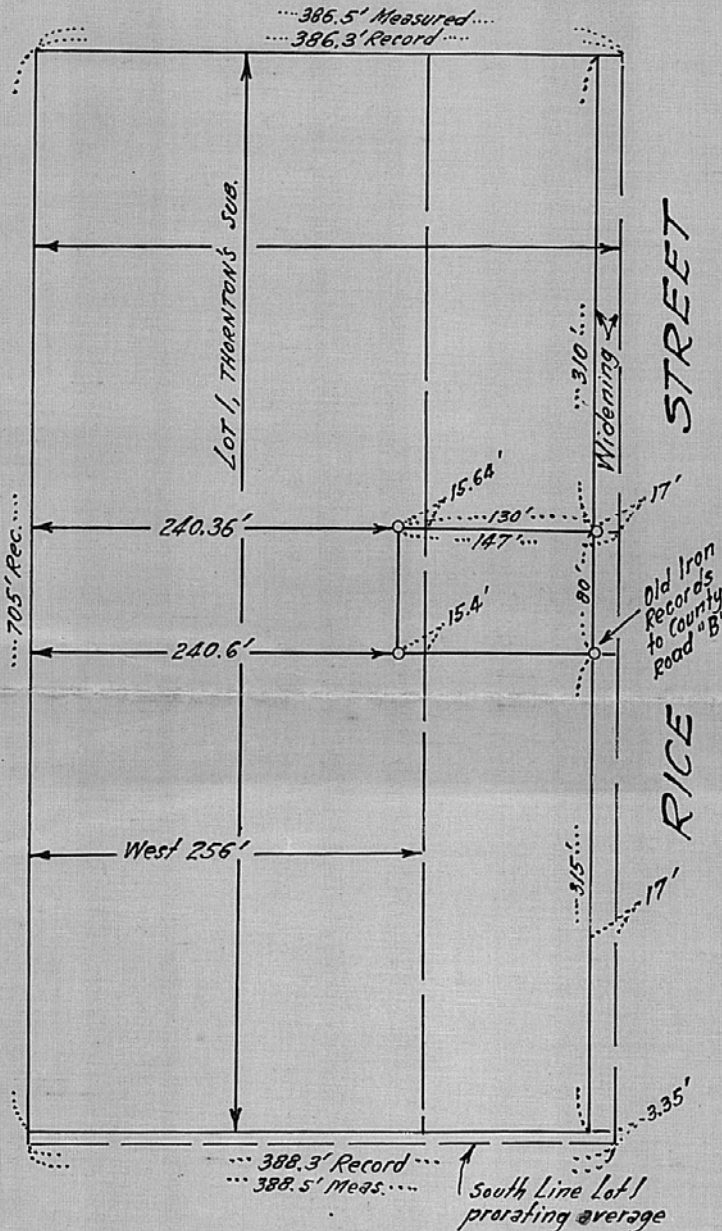 386.5' Measured
386.3' Record
LOT 1, THORNTON'S SUB.
310'
Widening
STREET
15.64'
17'
240.36'
130'
147'
705' Rec.
80'
15.4'
Old Iron
Records
to County
Road "B"
240.6'
RICE
West 256'
315'
17'
3.35'
388.3' Record
388.5' Meas.
South Line Lot 1
prorating average